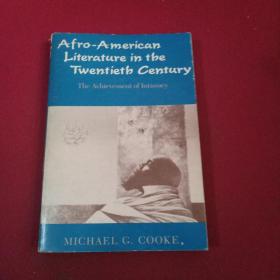 Afro-American
Literature in the
Twentieth Century
The Achievement of Intimacy
MICHAEL G. COOKE